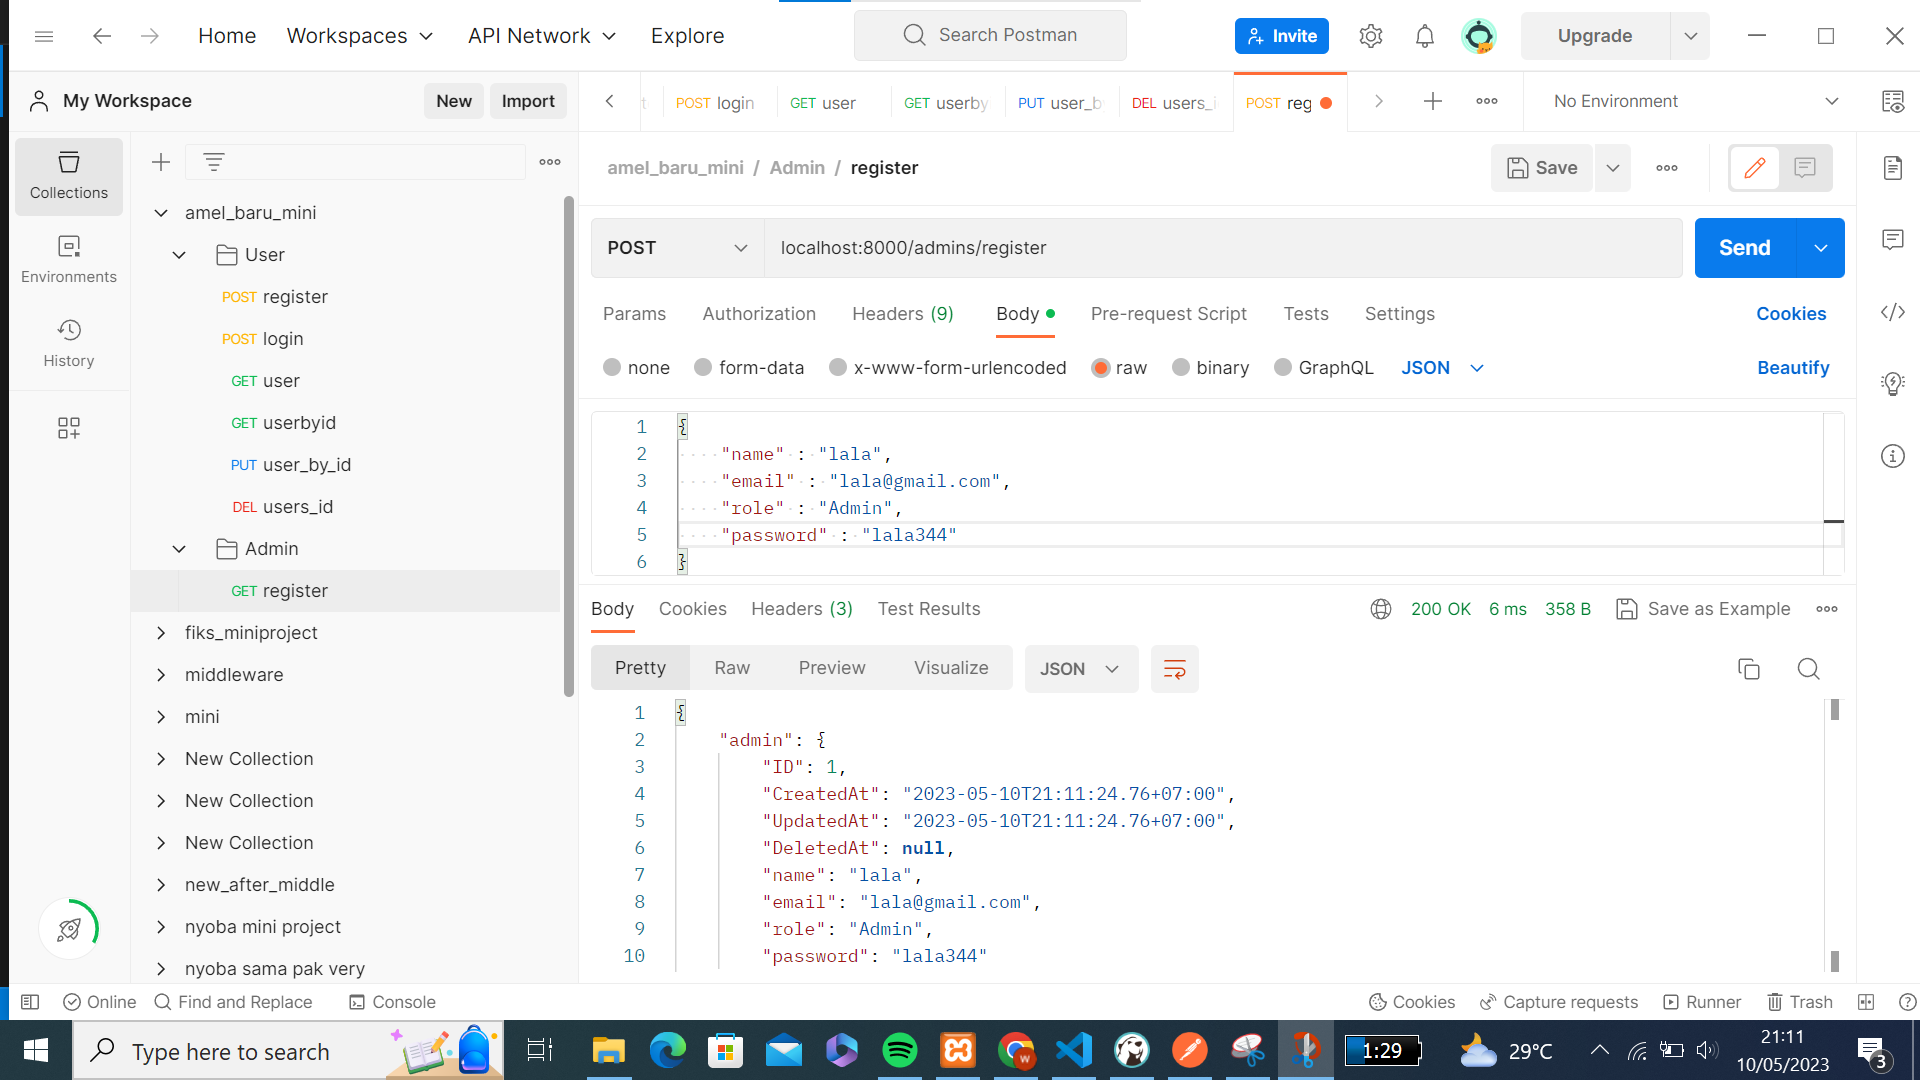 Home
Workspaces
API Network
Explore
Search Postman
Invite
Upgrade
My Workspace
New
Import
POST login
GET user
GET userby
PUT user_b
DEL users_i
POST reg
No Environment
Collections
Environments
History
amel_baru_mini
User
POST register
POST login
GET user
GET userbyid
PUT user_by_id
DEL users_id
Admin
GET register
fiks_miniproject
middleware
mini
New Collection
New Collection
New Collection
new_after_middle
nyoba mini project
nyoba sama pak very
amel_baru_mini / Admin / register
Save
POST
localhost:8000/admins/register
Send
Params
Authorization
Headers (9)
Body
Pre-request Script
Tests
Settings
Cookies
none
form-data
x-www-form-urlencoded
raw
binary
GraphQL
JSON
Beautify
1 {
2 "name" : "lala",
3 "email" : "lala@gmail.com",
4 "role" : "Admin",
5 "password" : "lala344"
6 }
Body
Cookies
Headers (3)
Test Results
200 OK
6 ms
358 B
Save as Example
Pretty
Raw
Preview
Visualize
JSON
1 {
2 "admin": {
3 "ID": 1,
4 "CreatedAt": "2023-05-10T21:11:24.76+07:00",
5 "UpdatedAt": "2023-05-10T21:11:24.76+07:00",
6 "DeletedAt": null,
7 "name": "lala",
8 "email": "lala@gmail.com",
9 "role": "Admin",
10 "password": "lala344"
Online
Find and Replace
Console
Cookies
Capture requests
Runner
Trash
Type here to search
1:29
29°C
21:11
10/05/2023
3